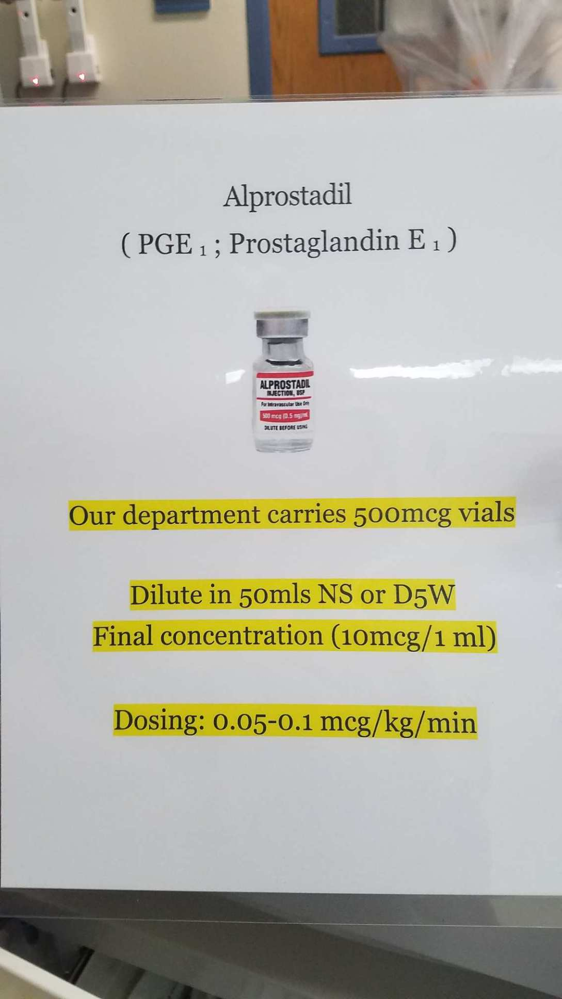 Alprostadil
( PGE ₁ ; Prostaglandin E ₁ )
ALPROSTADIL
INJECTION, USP
For Intravascular Use Only
500 mcg (0.5 mg)/mL
DILUTE BEFORE USING
Our department carries 500mcg vials
Dilute in 50mls NS or D5W
Final concentration (10mcg/1 ml)
Dosing: 0.05-0.1 mcg/kg/min